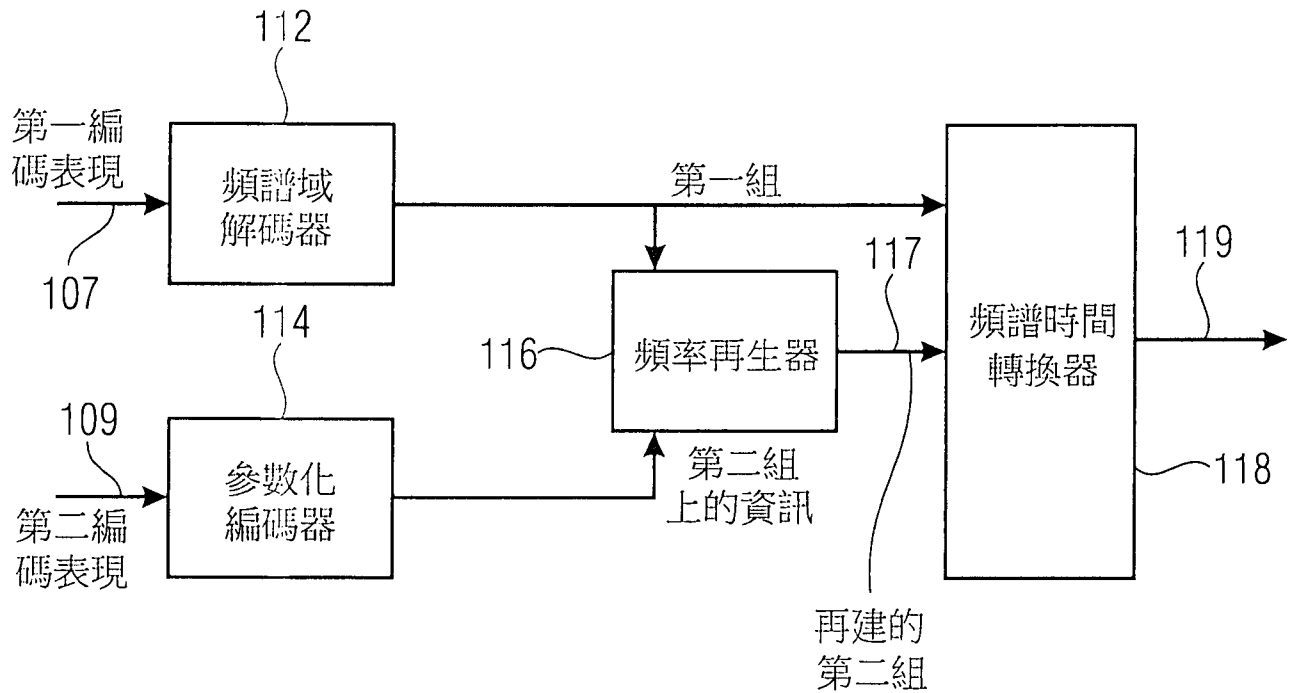 112
第一編
碼表現
107
頻譜域
解碼器
第一組
114
116
頻率再生器
117
頻譜時間
轉換器
119
118
109
第二編
碼表現
參數化
編碼器
第二組
上的資訊
再建的
第二組